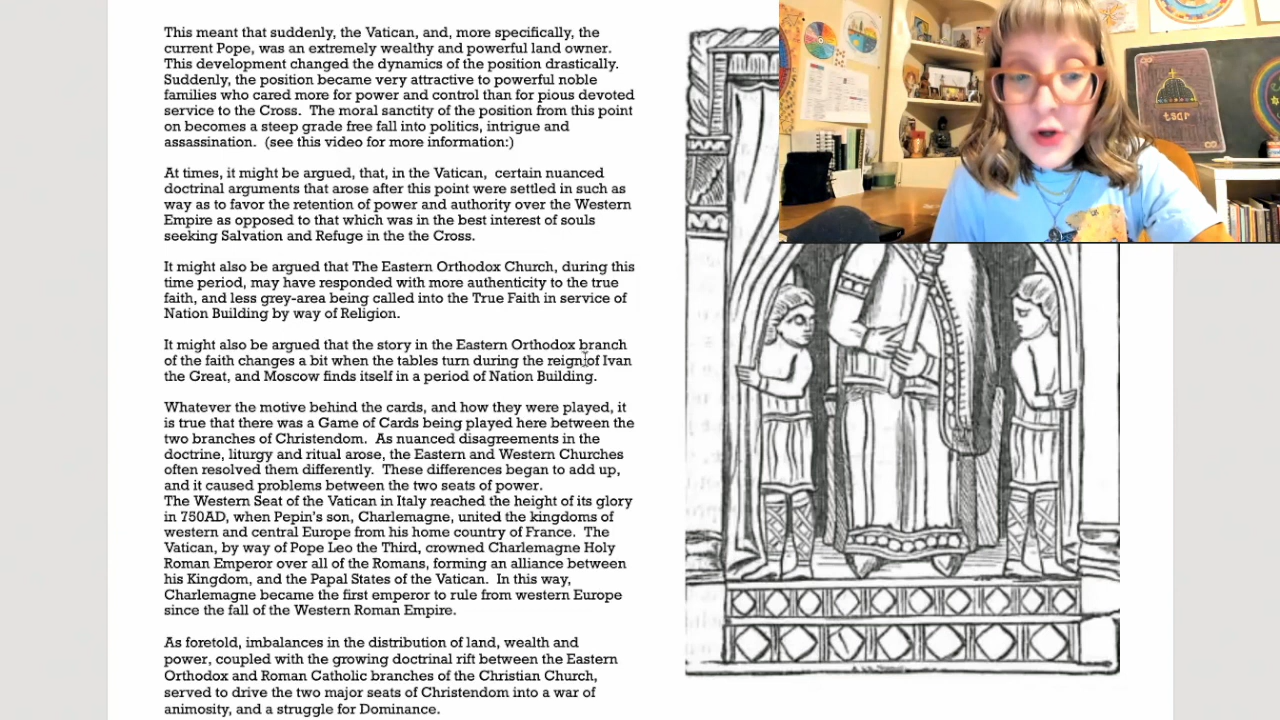 This meant that suddenly, the Vatican, and, more specifically, the
current Pope, was an extremely wealthy and powerful land owner.
This development changed the dynamics of the position drastically.
Suddenly, the position became very attractive to powerful noble
families who cared more for power and control than for pious devoted
service to the Cross.  The moral sanctity of the position from this point
on becomes a steep grade free fall into politics, intrigue and
assassination.  (see this video for more information:)
At times, it might be argued, that, in the Vatican,  certain nuanced
doctrinal arguments that arose after this point were settled in such as
way as to favor the retention of power and authority over the Western
Empire as opposed to that which was in the best interest of souls
seeking Salvation and Refuge in the the Cross.
It might also be argued that The Eastern Orthodox Church, during this
time period, may have responded with more authenticity to the true
faith, and less grey-area being called into the True Faith in service of
Nation Building by way of Religion.
It might also be argued that the story in the Eastern Orthodox branch
of the faith changes a bit when the tables turn during the reign of Ivan
the Great, and Moscow finds itself in a period of Nation Building.
Whatever the motive behind the cards, and how they were played, it
is true that there was a Game of Cards being played here between the
two branches of Christendom.  As nuanced disagreements in the
doctrine, liturgy and ritual arose, the Eastern and Western Churches
often resolved them differently.  These differences began to add up,
and it caused problems between the two seats of power.
The Western Seat of the Vatican in Italy reached the height of its glory
in 750AD, when Pepin's son, Charlemagne, united the kingdoms of
western and central Europe from his home country of France.  The
Vatican, by way of Pope Leo the Third, crowned Charlemagne Holy
Roman Emperor over all of the Romans, forming an alliance between
his Kingdom, and the Papal States of the Vatican.  In this way,
Charlemagne became the first emperor to rule from western Europe
since the fall of the Western Roman Empire.
As foretold, imbalances in the distribution of land, wealth and
power, coupled with the growing doctrinal rift between the Eastern
Orthodox and Roman Catholic branches of the Christian Church,
served to drive the two major seats of Christendom into a war of
animosity, and a struggle for Dominance.
tsar